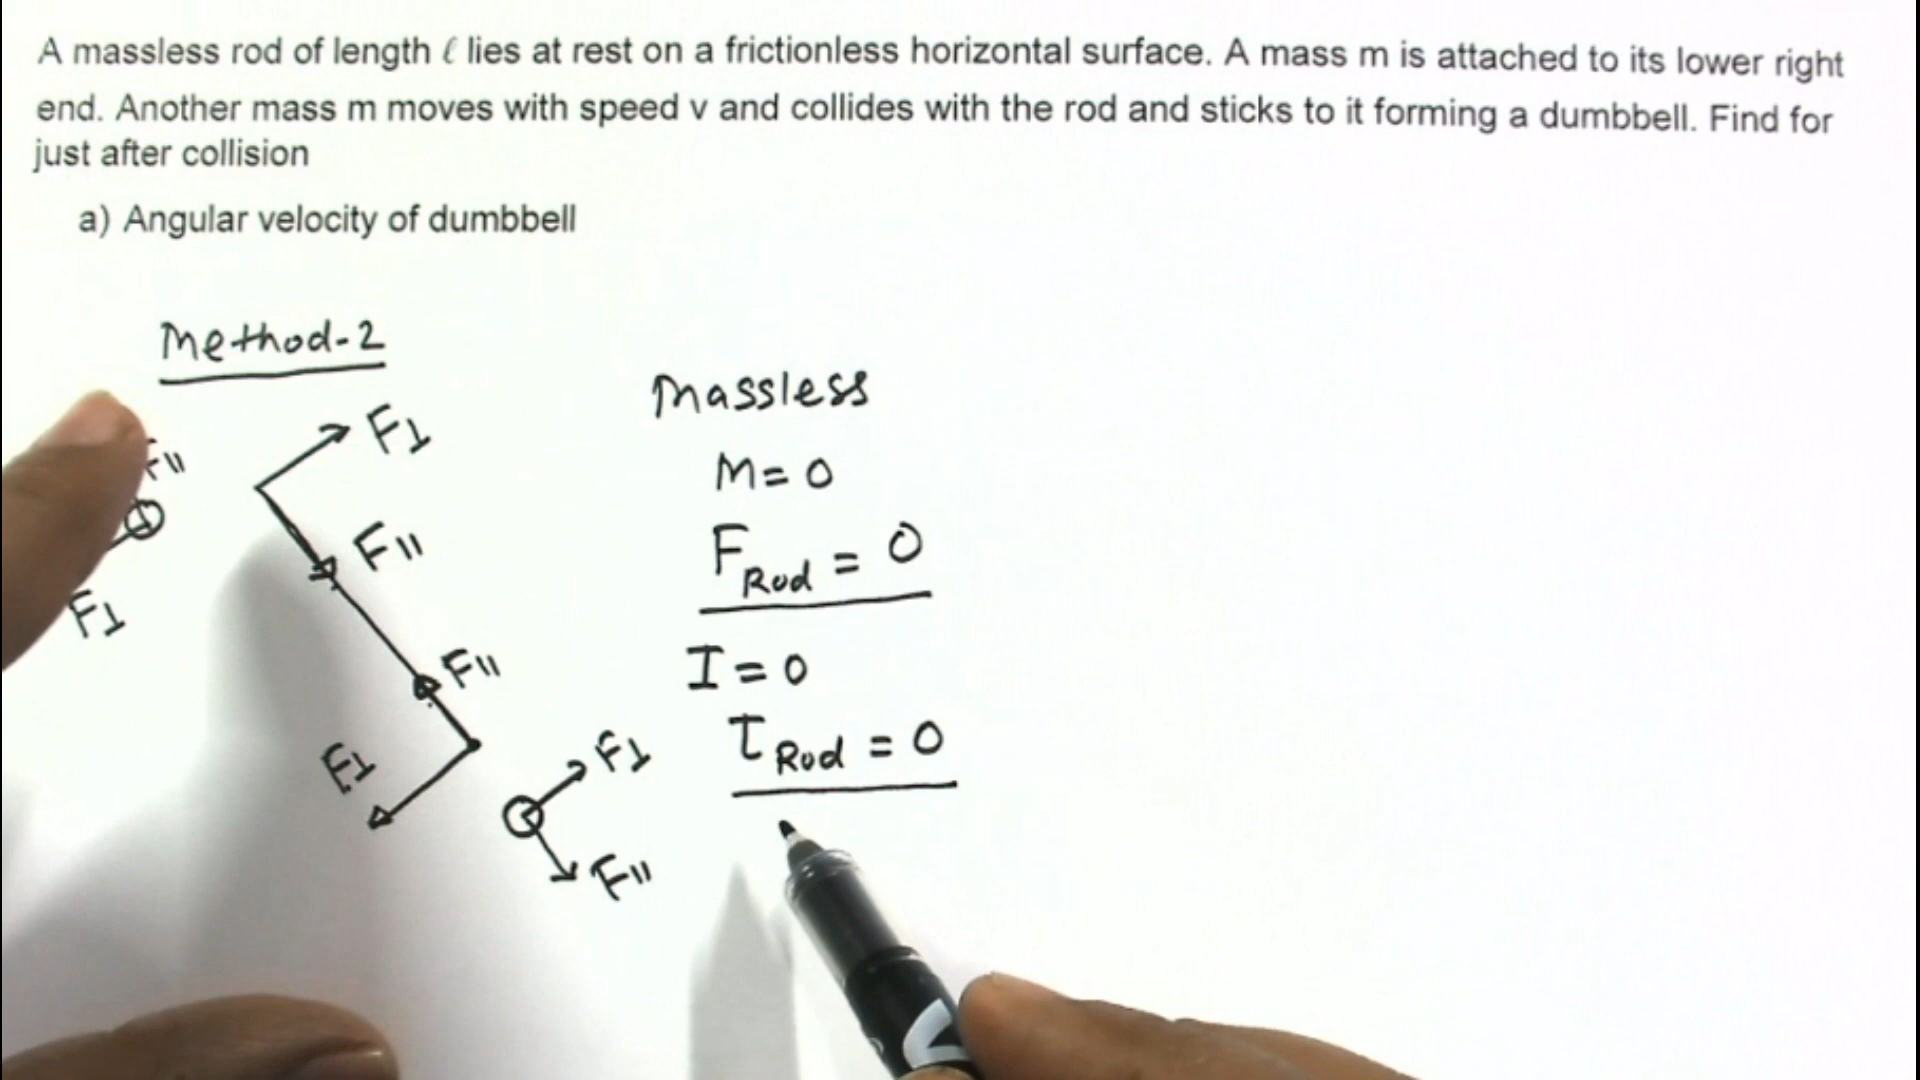 A massless rod of length ℓ lies at rest on a frictionless horizontal surface. A mass m is attached to its lower right
end. Another mass m moves with speed v and collides with the rod and sticks to it forming a dumbbell. Find for
just after collision
a) Angular velocity of dumbbell
Method-2
F⊥
F∥
F∥
F⊥
F∥
F⊥
F⊥
F∥
massless
M = 0
F Rod = 0
I = 0
τ Rod = 0